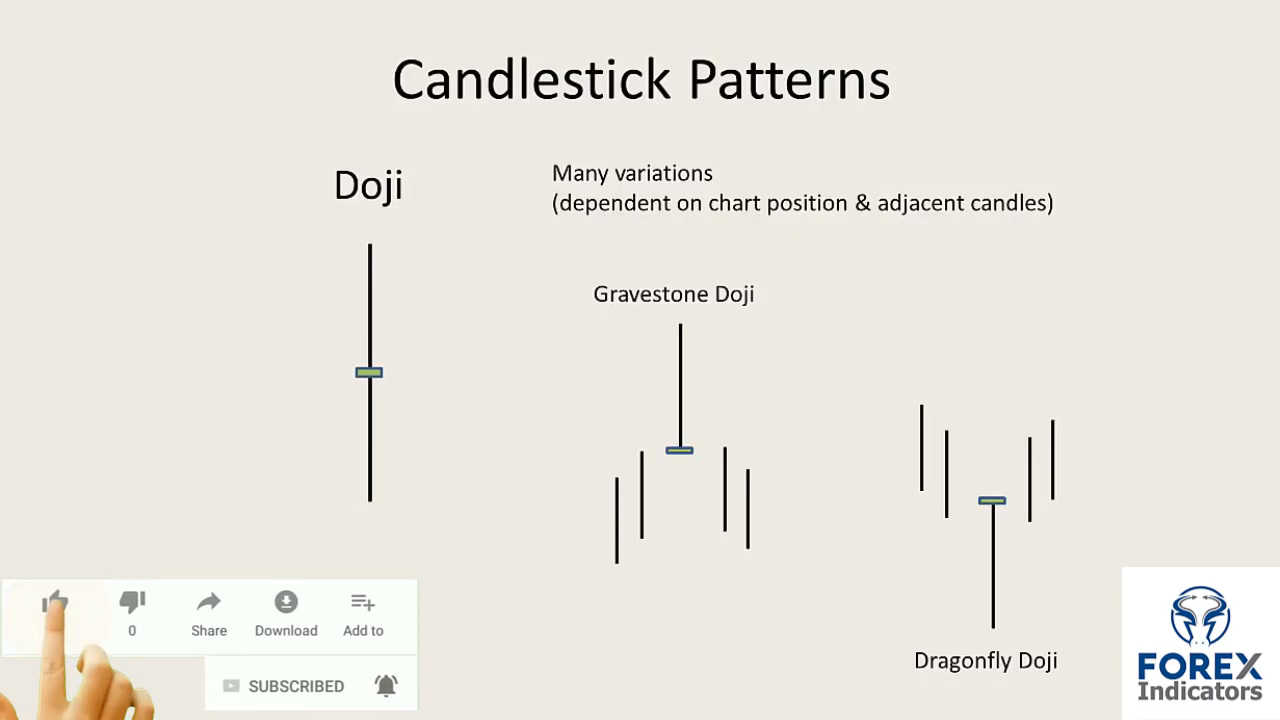 Candlestick Patterns
Doji
Many variations
(dependent on chart position & adjacent candles)
Gravestone Doji
Dragonfly Doji
0
Share
Download
Add to
SUBSCRIBED
FOREX
Indicators